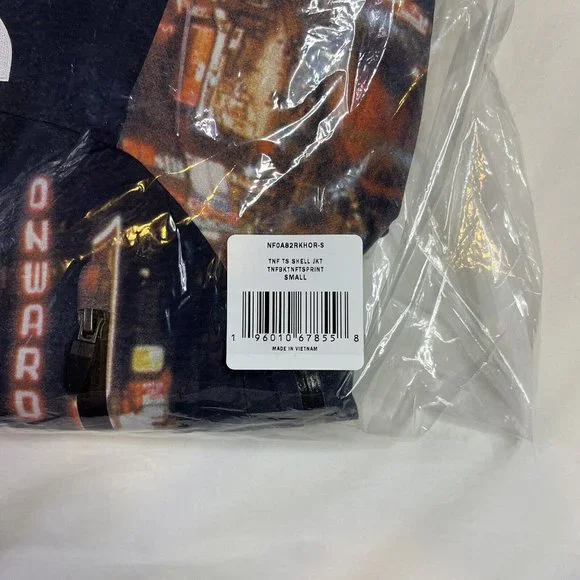 ONWARD
NF0A82RKHOR-S
TNF TS SHELL JKT
TNFBKTNFTSPRINT
SMALL
1 96010 67855 8
MADE IN VIETNAM